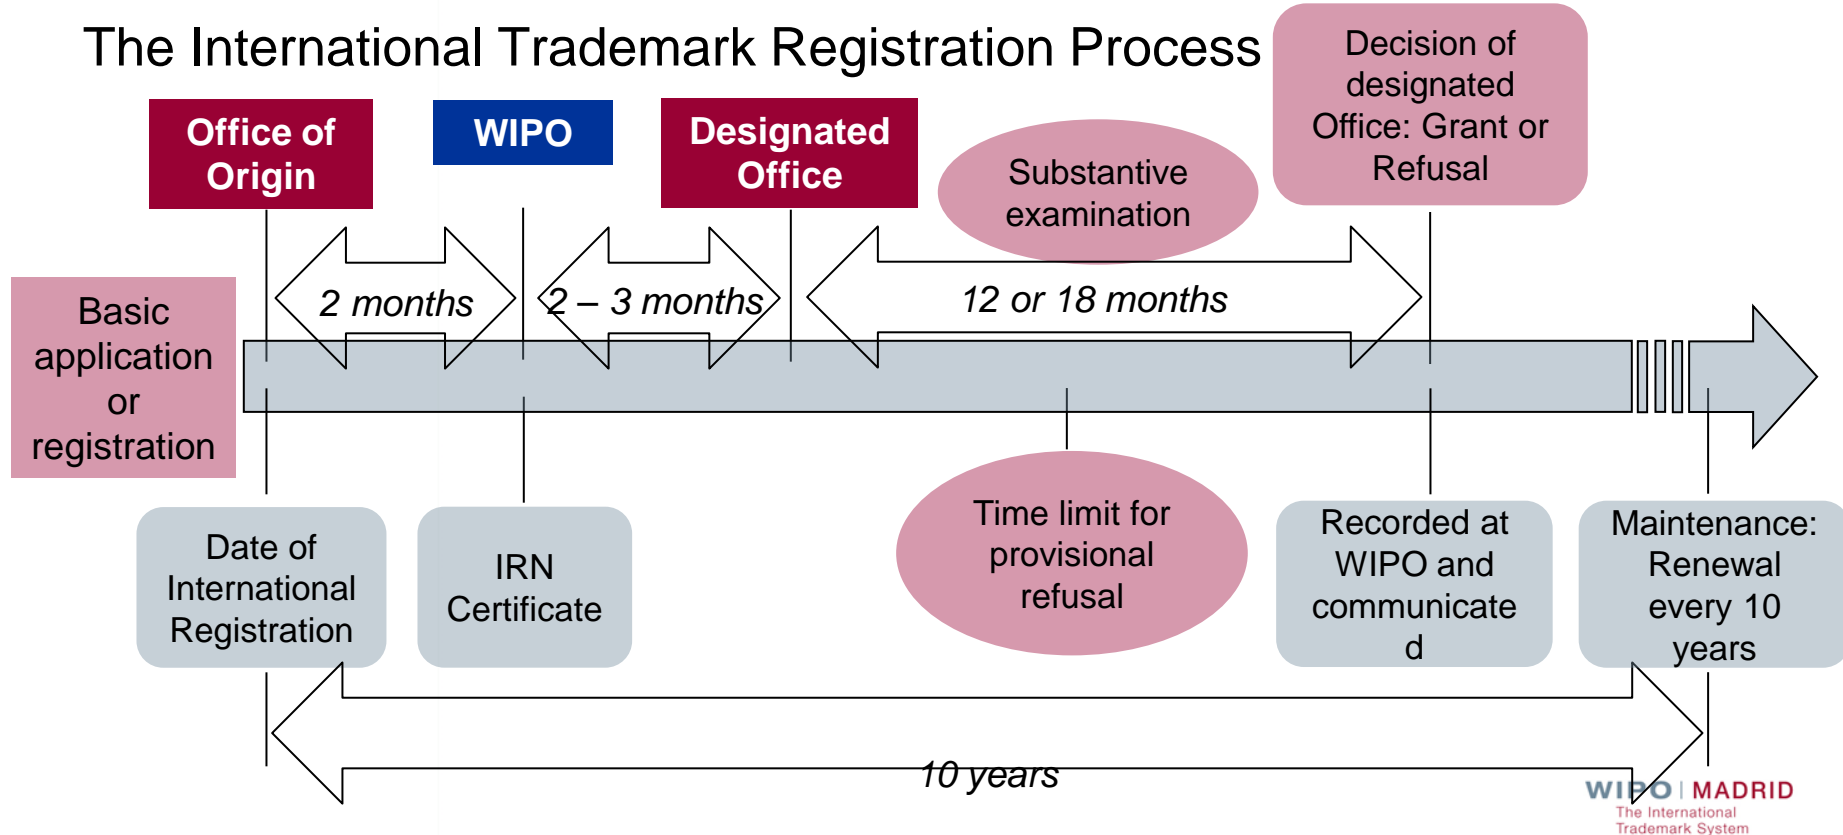 The International Trademark Registration Process
Decision of
designated
Office: Grant or
Refusal
Office of
Origin
WIPO
Designated
Office
Substantive
examination
2 months
2 – 3 months
12 or 18 months
Basic
application
or
registration
Date of
International
Registration
IRN
Certificate
Time limit for
provisional
refusal
Recorded at
WIPO and
communicate
d
Maintenance:
Renewal
every 10
years
10 years
WIPO | MADRID
The International
Trademark System